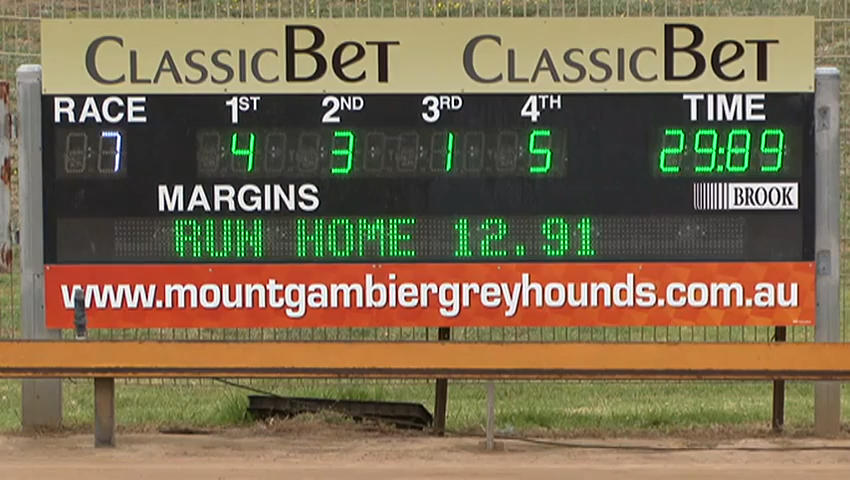 CLASSICBET CLASSICBET
RACE 1ST 2ND 3RD 4TH TIME
7 4 3 1 5 29:89
MARGINS BROOK
RUN HOME 12.91
www.mountgambiergreyhounds.com.au